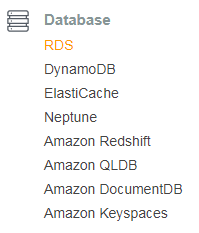 Database
RDS
DynamoDB
ElastiCache
Neptune
Amazon Redshift
Amazon QLDB
Amazon DocumentDB
Amazon Keyspaces